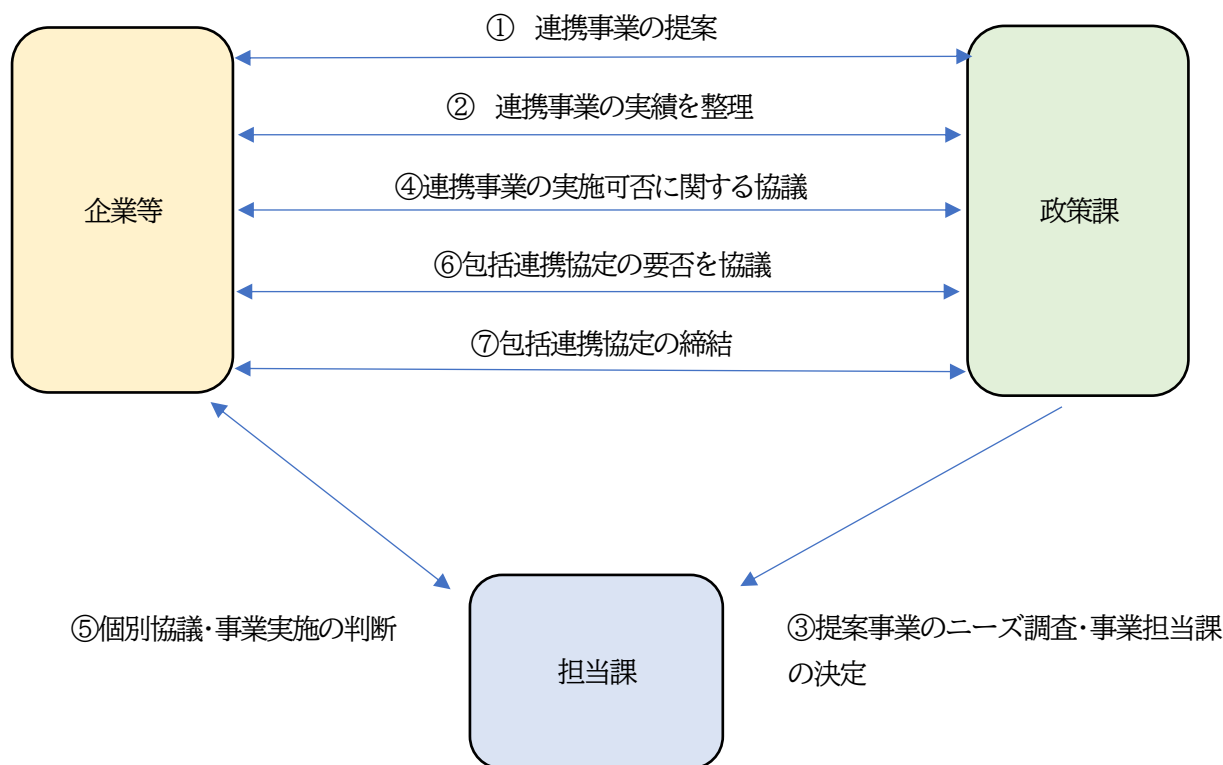 ① 連携事業の提案
② 連携事業の実績を整理
④連携事業の実施可否に関する協議
企業等
政策課
⑥包括連携協定の要否を協議
⑦包括連携協定の締結
⑤個別協議・事業実施の判断
③提案事業のニーズ調査・事業担当課
の決定
担当課